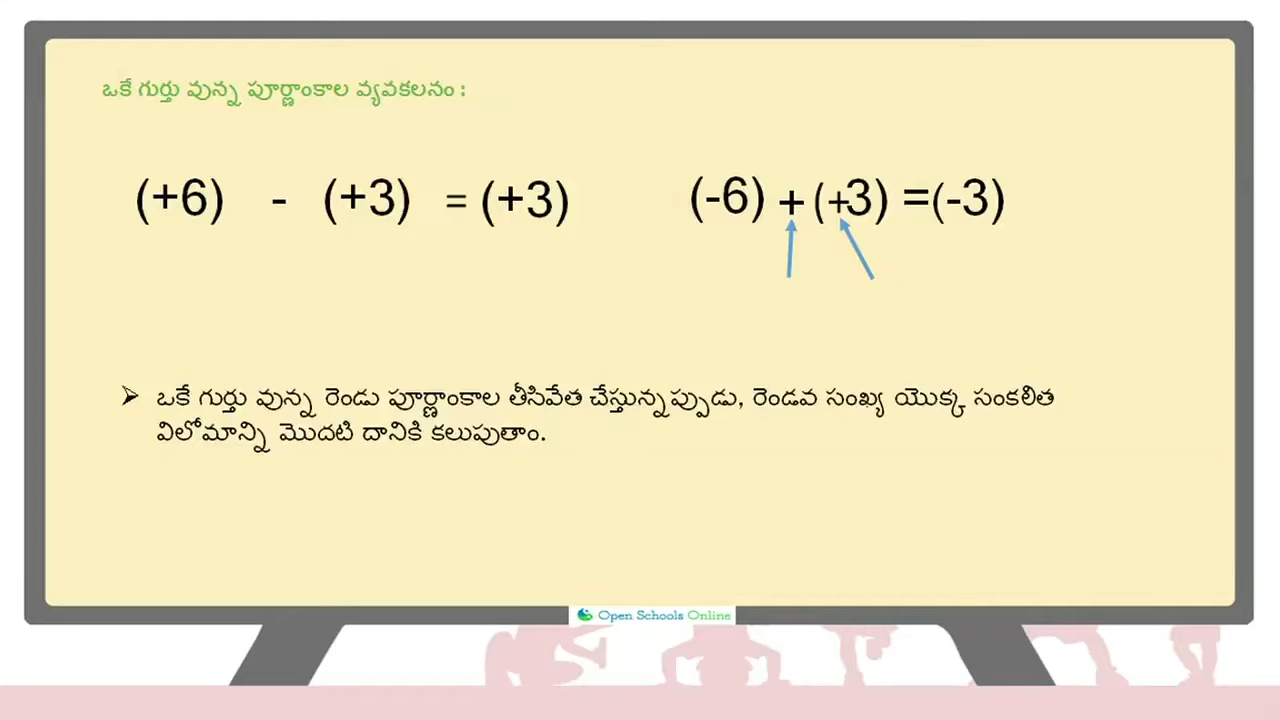 ఒకే గుర్తు వున్న పూర్ణాంకాల వ్యవకలనం :
(+6) - (+3) = (+3) (-6) + (+3) =(-3)
➢ ఒకే గుర్తు వున్న రెండు పూర్ణాంకాల తీసివేత చేస్తున్నప్పుడు, రెండవ సంఖ్య యొక్క సంకలిత
విలోమాన్ని మొదటి దానికి కలుపుతాం.
Open Schools Online